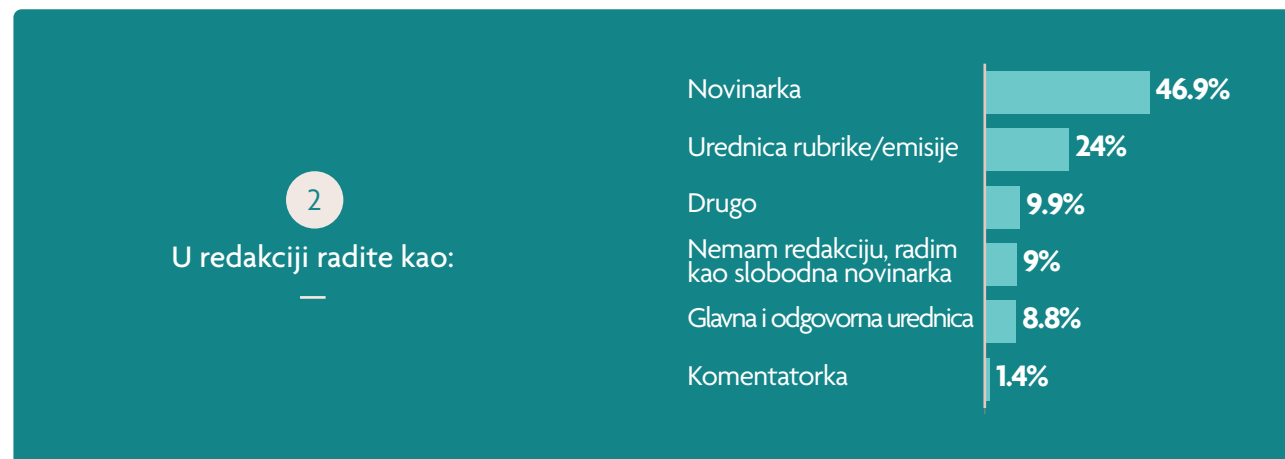 2
U redakciji radite kao:
Novinarka
46.9%
Urednica rubrike/emisije
24%
Drugo
9.9%
Nemam redakciju, radim
kao slobodna novinarka
9%
Glavna i odgovorna urednica
8.8%
Komentatorka
1.4%